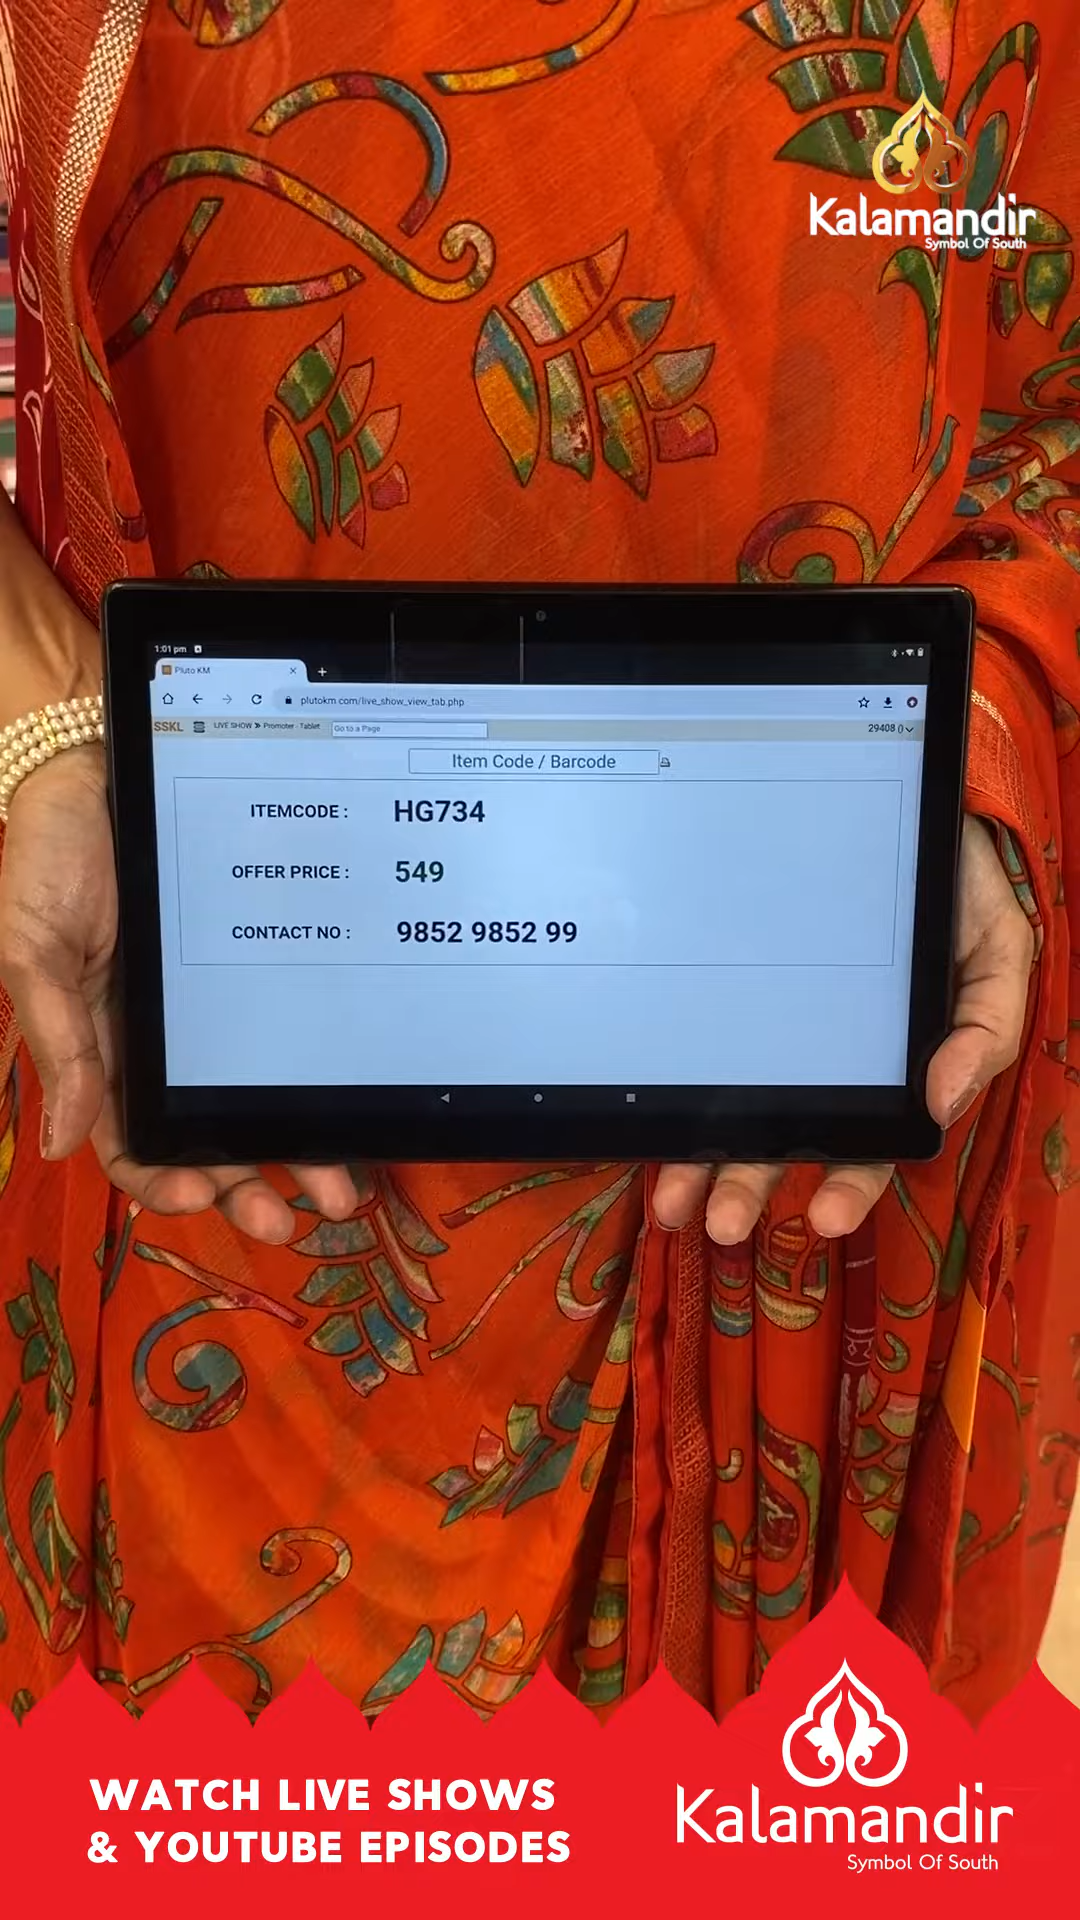 Kalamandir
Symbol Of South
1:01 pm
Pluto KM
plutokm.com/live_show_view_tab.php
SSKL
LIVE SHOW » Promoter - Tablet
Go to a Page
29408 ()
Item Code / Barcode
ITEMCODE : HG734
OFFER PRICE : 549
CONTACT NO : 9852 9852 99
WATCH LIVE SHOWS
& YOUTUBE EPISODES
Kalamandir
Symbol Of South